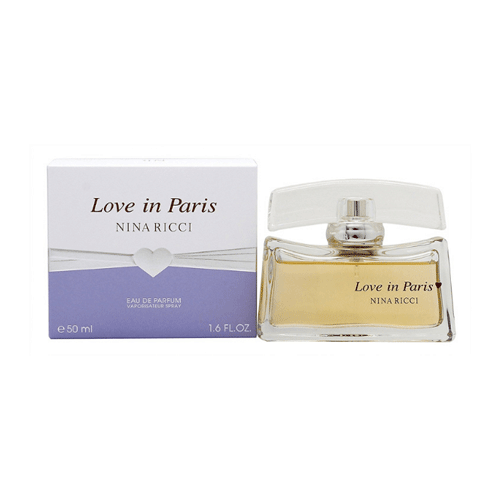 Love in Paris
NINA RICCI
EAU DE PARFUM
VAPORISATEUR SPRAY
e 50 ml 1.6 FL.OZ.
Love in Paris
NINA RICCI